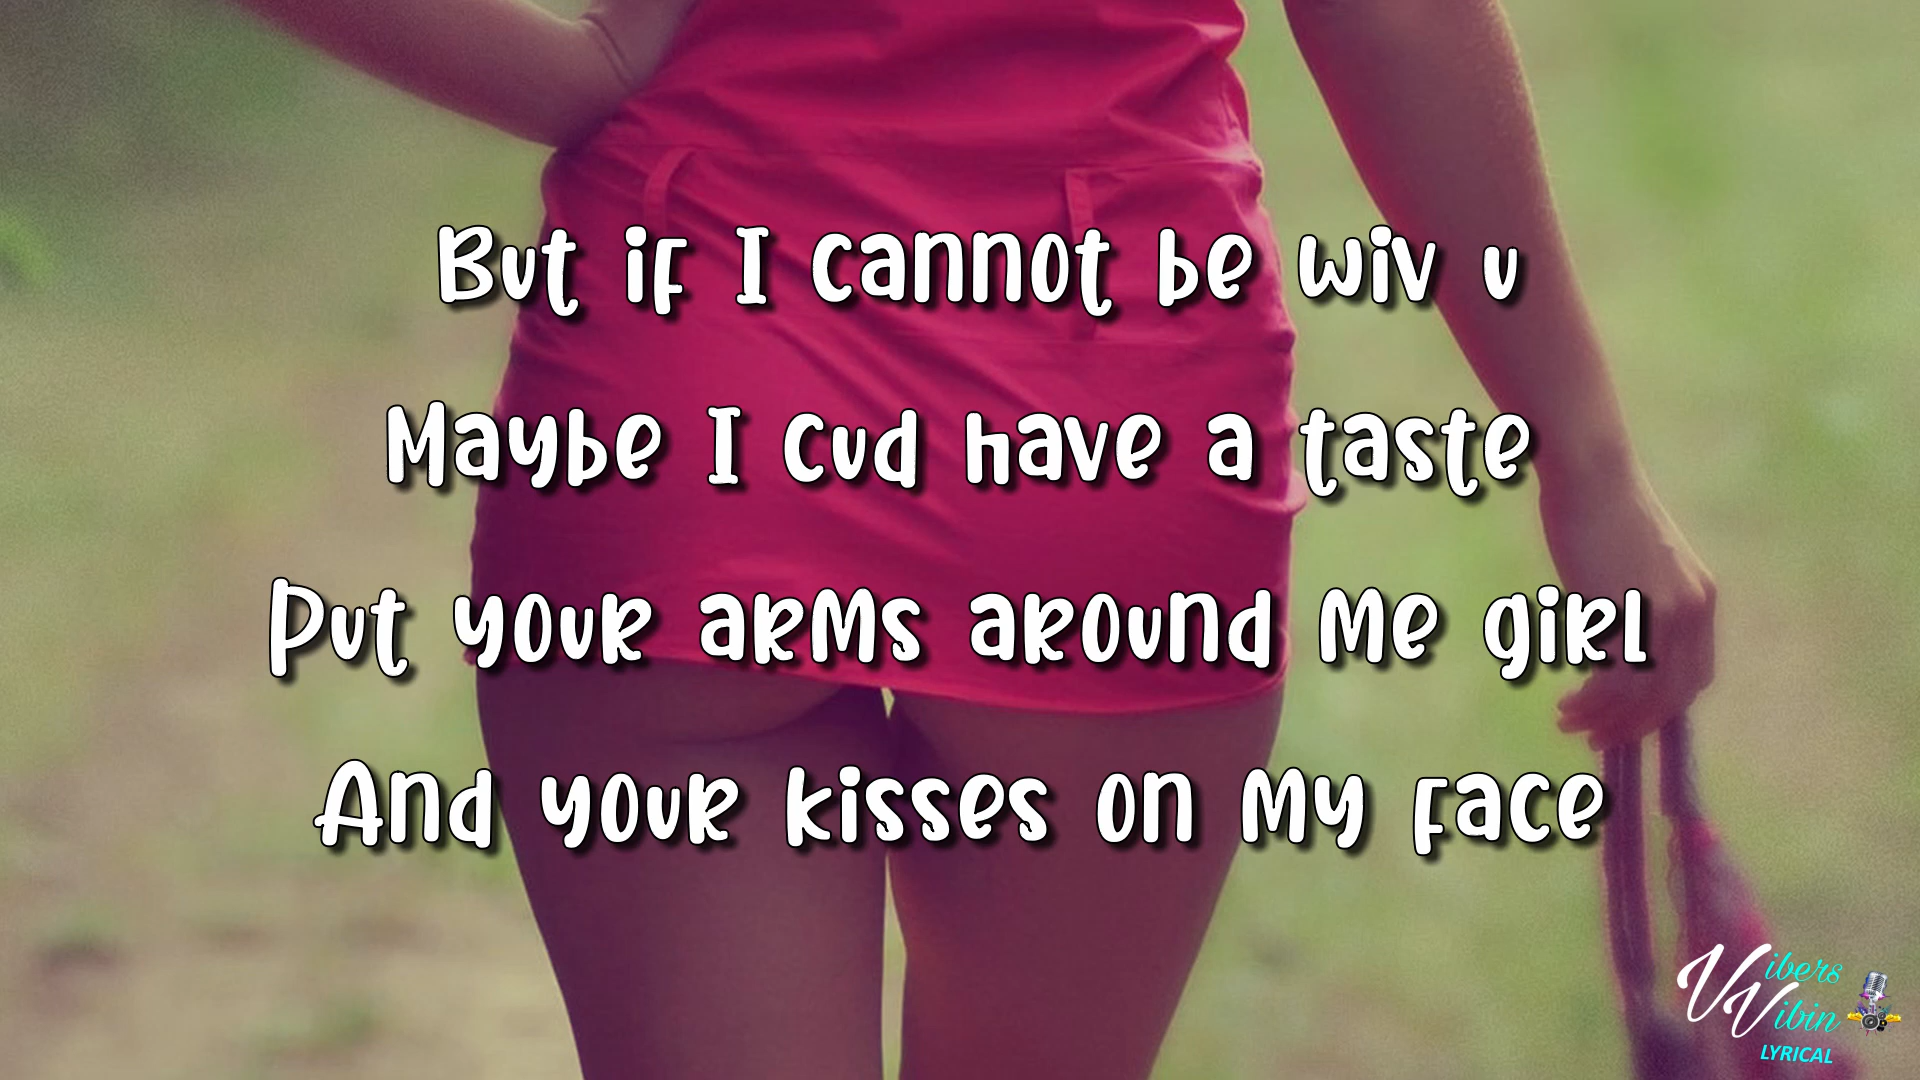 But if I cannot be wiv u
Maybe I cud have a taste
Put your arms around me girl
And your kisses on my face
Vibers
Vibin
LYRICAL